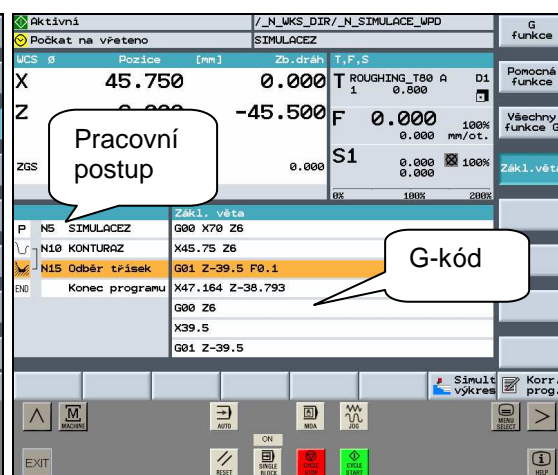 Aktivní
/_N_WKS_DIR/_N_SIMULACE_WPD
G
funkce
Počkat na vřeteno
SIMULACEZ
WCS Ø Pozice [mm] Zb.dráh
T,F,S
X 45.750 0.000
T ROUGHING_T80 A D1
1 0.800
Pomocná
funkce
Z -45.500
F 0.000 100%
0.000 mm/ot.
Všechny
funkce G
Pracovní
postup
ZGS 0.000
S1 0.000 100%
0.000
Zákl.věta
0% 100% 200%
Zákl. věta
P N5 SIMULACEZ G00 X70 Z6
N10 KONTURAZ X45.75 Z6
G-kód
N15 Odběr třísek G01 Z-39.5 F0.1
END Konec programu X47.164 Z-38.793
G00 Z6
X39.5
G01 Z-39.5
Simult
výkres
Korr.
prog.
MACHINE
AUTO
MDA
JOG
MENU
SELECT
EXIT
RESET
ON
SINGLE
BLOCK
CYCLE
STOP
CYCLE
START
HELP